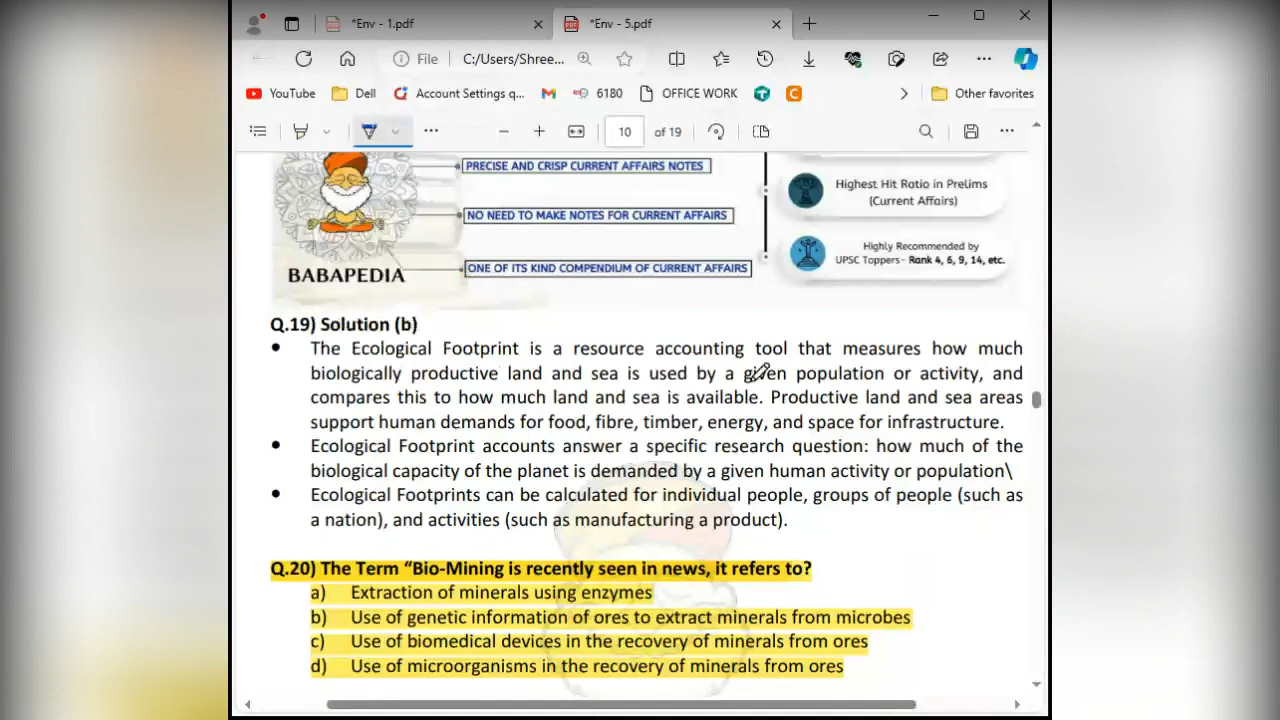 *Env - 1.pdf
*Env - 5.pdf
File C:/Users/Shree...
YouTube Dell Account Settings q... 6180 OFFICE WORK Other favorites
10 of 19
PRECISE AND CRISP CURRENT AFFAIRS NOTES
NO NEED TO MAKE NOTES FOR CURRENT AFFAIRS
ONE OF ITS KIND COMPENDIUM OF CURRENT AFFAIRS
BABAPEDIA
Highest Hit Ratio in Prelims
(Current Affairs)
Highly Recommended by
UPSC Toppers- Rank 4, 6, 9, 14, etc.
Q.19) Solution (b)
• The Ecological Footprint is a resource accounting tool that measures how much
biologically productive land and sea is used by a given population or activity, and
compares this to how much land and sea is available. Productive land and sea areas
support human demands for food, fibre, timber, energy, and space for infrastructure.
• Ecological Footprint accounts answer a specific research question: how much of the
biological capacity of the planet is demanded by a given human activity or population\
• Ecological Footprints can be calculated for individual people, groups of people (such as
a nation), and activities (such as manufacturing a product).
Q.20) The Term “Bio-Mining is recently seen in news, it refers to?
a) Extraction of minerals using enzymes
b) Use of genetic information of ores to extract minerals from microbes
c) Use of biomedical devices in the recovery of minerals from ores
d) Use of microorganisms in the recovery of minerals from ores